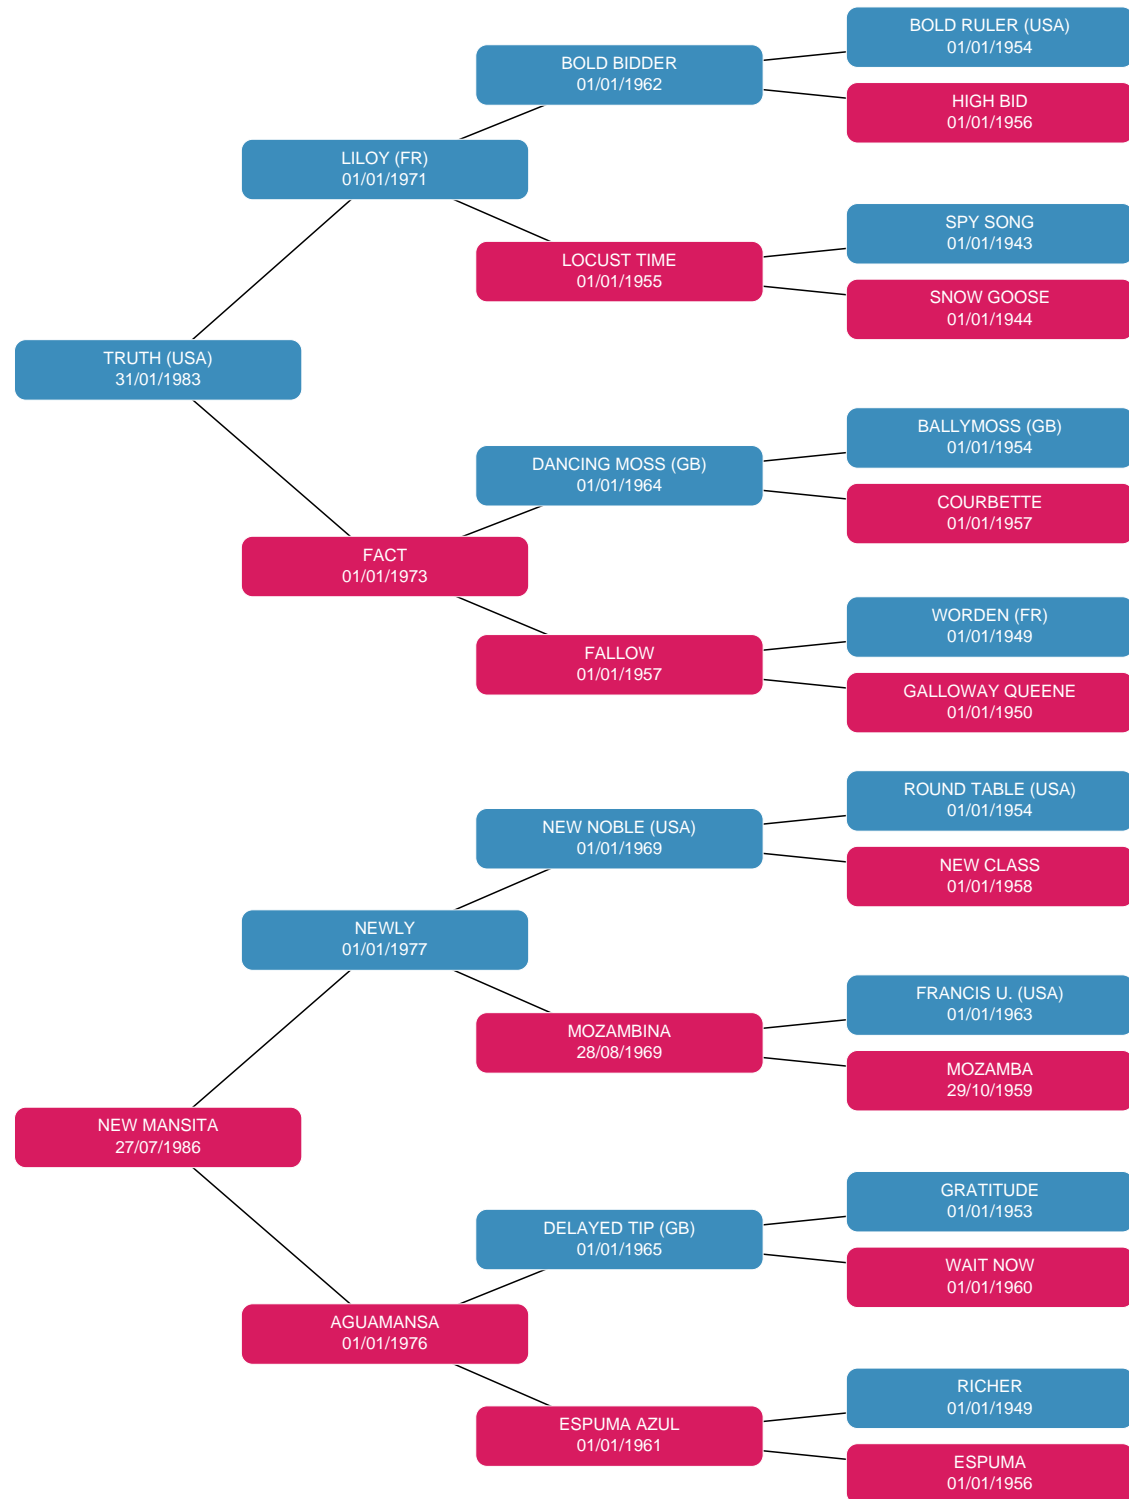 BOLD RULER (USA)
01/01/1954
BOLD BIDDER
01/01/1962
HIGH BID
01/01/1956
LILOY (FR)
01/01/1971
SPY SONG
01/01/1943
LOCUST TIME
01/01/1955
SNOW GOOSE
01/01/1944
TRUTH (USA)
31/01/1983
BALLYMOSS (GB)
01/01/1954
DANCING MOSS (GB)
01/01/1964
COURBETTE
01/01/1957
FACT
01/01/1973
WORDEN (FR)
01/01/1949
FALLOW
01/01/1957
GALLOWAY QUEENE
01/01/1950
ROUND TABLE (USA)
01/01/1954
NEW NOBLE (USA)
01/01/1969
NEW CLASS
01/01/1958
NEWLY
01/01/1977
FRANCIS U. (USA)
01/01/1963
MOZAMBINA
28/08/1969
MOZAMBA
29/10/1959
NEW MANSITA
27/07/1986
GRATITUDE
01/01/1953
DELAYED TIP (GB)
01/01/1965
WAIT NOW
01/01/1960
AGUAMANSA
01/01/1976
RICHER
01/01/1949
ESPUMA AZUL
01/01/1961
ESPUMA
01/01/1956